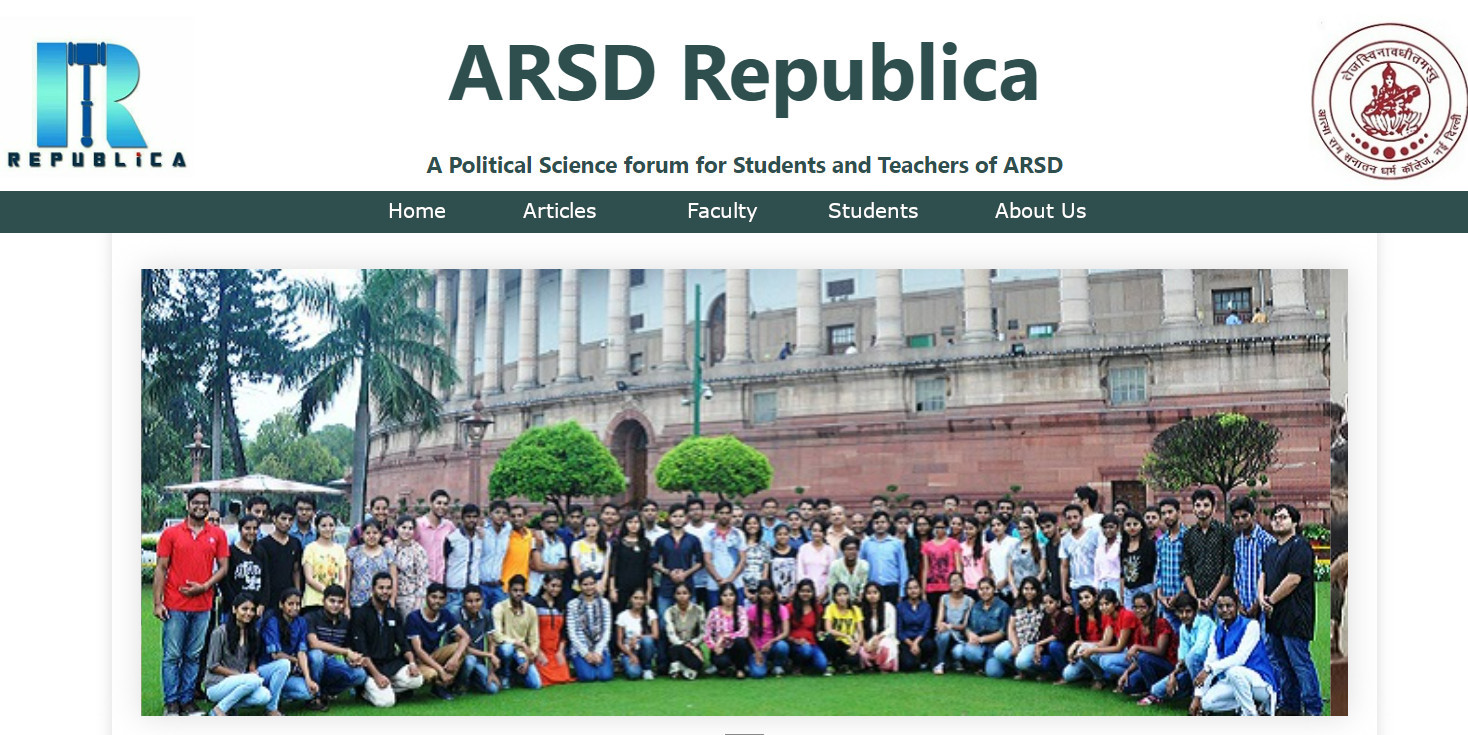 ARSD Republica
REPUBLICA
तेजस्विनावधीतमस्तु
आत्मा राम सनातन धर्म कॉलेज, नई दिल्ली
A Political Science forum for Students and Teachers of ARSD
Home Articles Faculty Students About Us